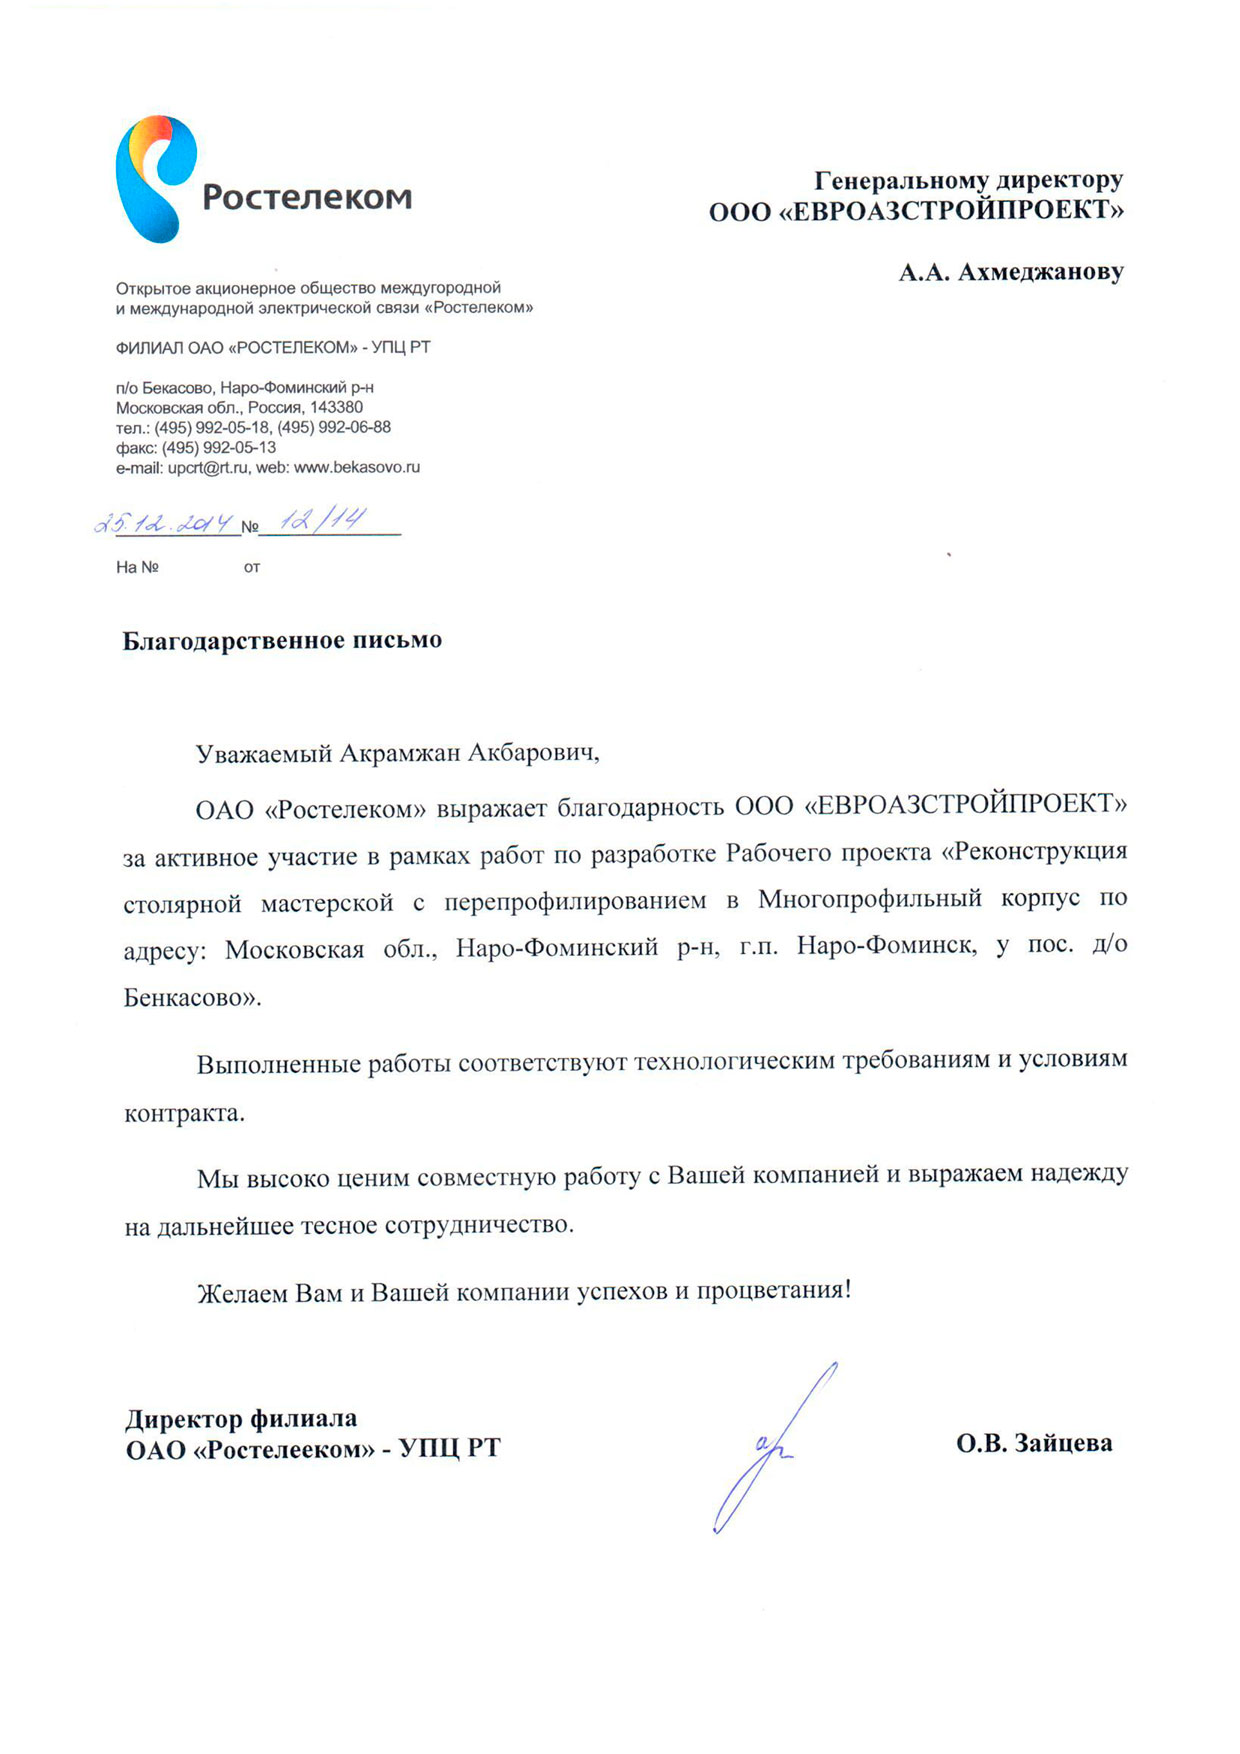 Ростелеком
Генеральному директору
ООО «ЕВРОАЗСТРОЙПРОЕКТ»
А.А. Ахмеджанову
Открытое акционерное общество междугородной
и международной электрической связи «Ростелеком»
ФИЛИАЛ ОАО «РОСТЕЛЕКОМ» - УПЦ РТ
п/о Бекасово, Наро-Фоминский р-н
Московская обл., Россия, 143380
тел.: (495) 992-05-18, (495) 992-06-88
факс: (495) 992-05-13
e-mail: upcrt@rt.ru, web: www.bekasovo.ru
25.12.2014 № 12/14
На № от
Благодарственное письмо
Уважаемый Акрамжан Акбарович,
ОАО «Ростелеком» выражает благодарность ООО «ЕВРОАЗСТРОЙПРОЕКТ»
за активное участие в рамках работ по разработке Рабочего проекта «Реконструкция
столярной мастерской с перепрофилированием в Многопрофильный корпус по
адресу: Московская обл., Наро-Фоминский р-н, г.п. Наро-Фоминск, у пос. д/о
Бенкасово».
Выполненные работы соответствуют технологическим требованиям и условиям
контракта.
Мы высоко ценим совместную работу с Вашей компанией и выражаем надежду
на дальнейшее тесное сотрудничество.
Желаем Вам и Вашей компании успехов и процветания!
Директор филиала
ОАО «Ростелееком» - УПЦ РТ
О.В. Зайцева